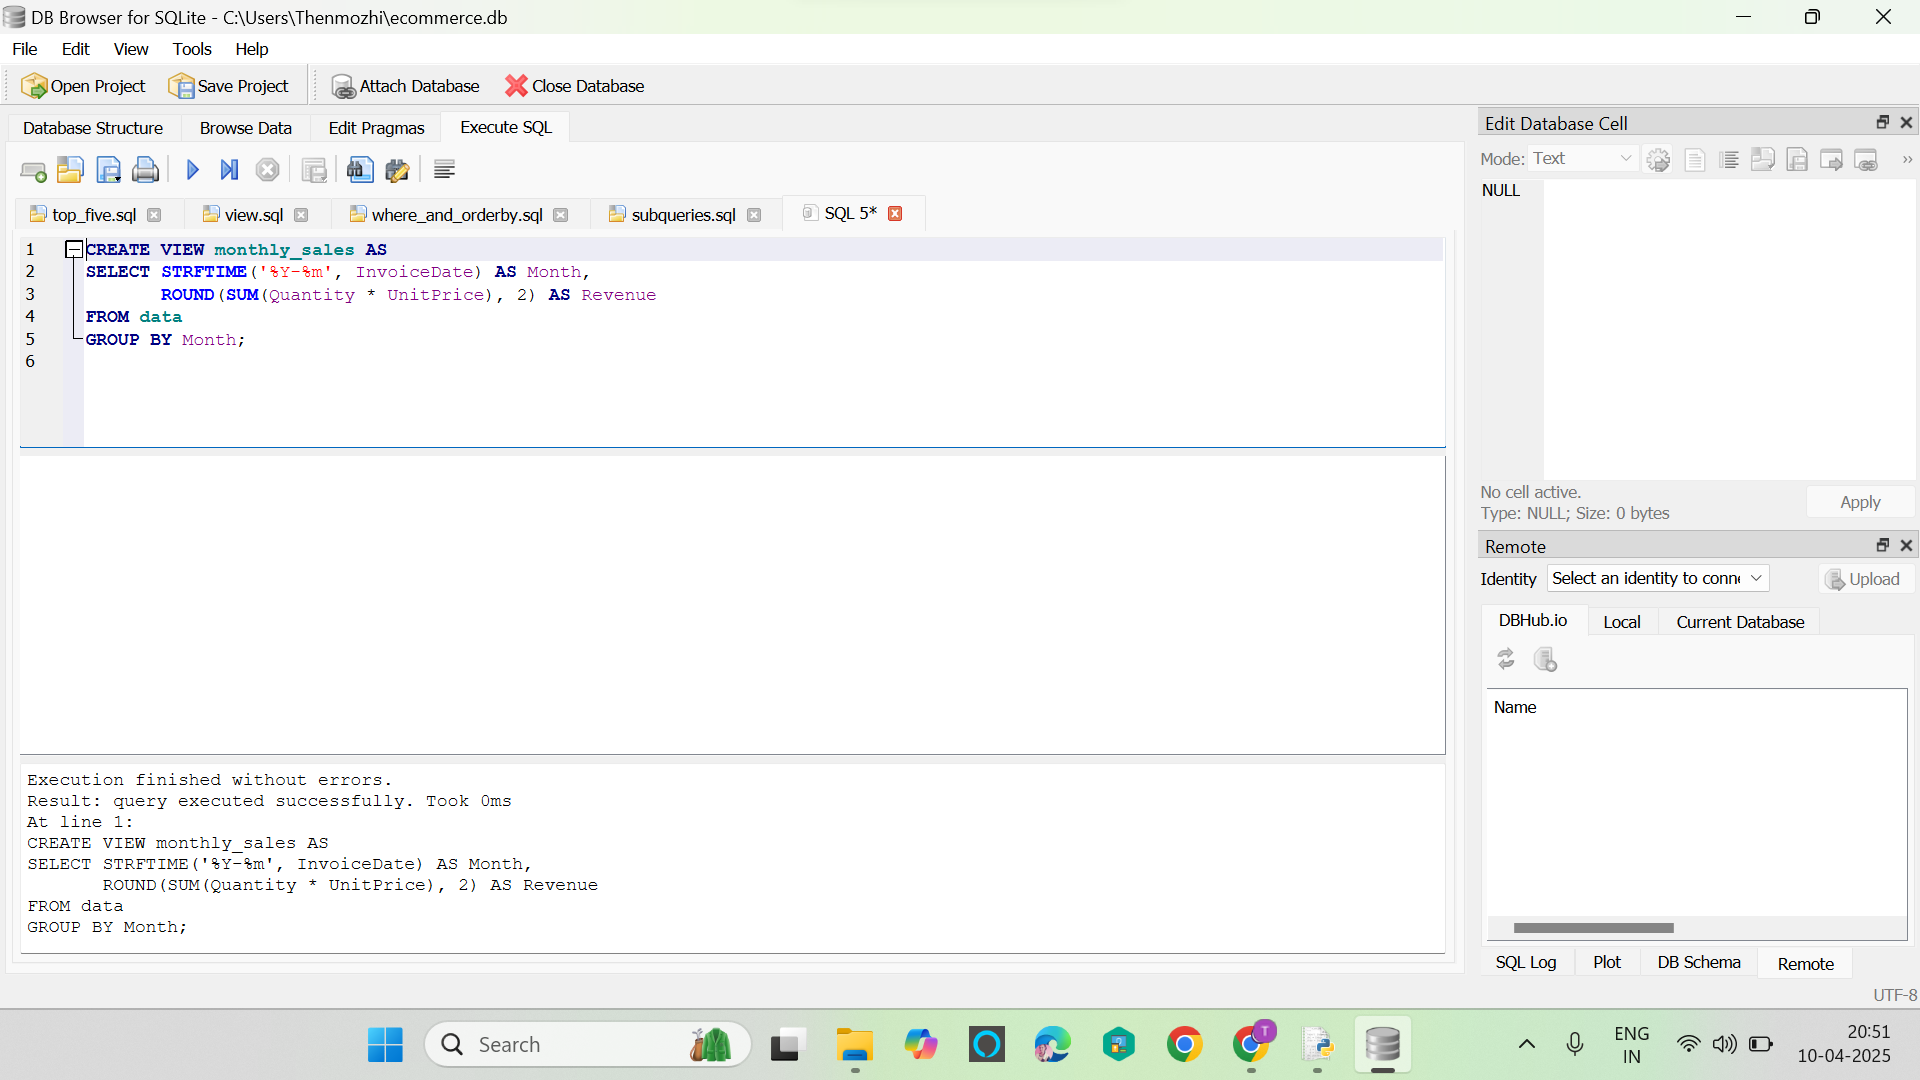 DB Browser for SQLite - C:\Users\Thenmozhi\ecommerce.db
File Edit View Tools Help
Open Project Save Project Attach Database Close Database
Database Structure Browse Data Edit Pragmas Execute SQL
top_five.sql view.sql where_and_orderby.sql subqueries.sql SQL 5*
1 CREATE VIEW monthly_sales AS
2 SELECT STRFTIME('%Y-%m', InvoiceDate) AS Month,
3 ROUND(SUM(Quantity * UnitPrice), 2) AS Revenue
4 FROM data
5 GROUP BY Month;
6
Execution finished without errors.
Result: query executed successfully. Took 0ms
At line 1:
CREATE VIEW monthly_sales AS
SELECT STRFTIME('%Y-%m', InvoiceDate) AS Month,
ROUND(SUM(Quantity * UnitPrice), 2) AS Revenue
FROM data
GROUP BY Month;
Edit Database Cell
Mode: Text »
NULL
No cell active.
Type: NULL; Size: 0 bytes
Apply
Remote
Identity Select an identity to conne Upload
DBHub.io Local Current Database
Name
SQL Log Plot DB Schema Remote
UTF-8
Search
T
ENG
IN
20:51
10-04-2025